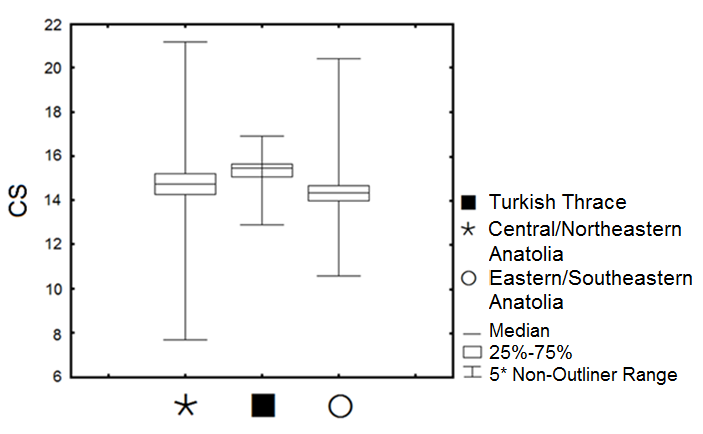 22
20
18
16
14
12
10
8
6
CS
Turkish Thrace
Central/Northeastern
Anatolia
Eastern/Southeastern
Anatolia
Median
25%-75%
5* Non-Outliner Range